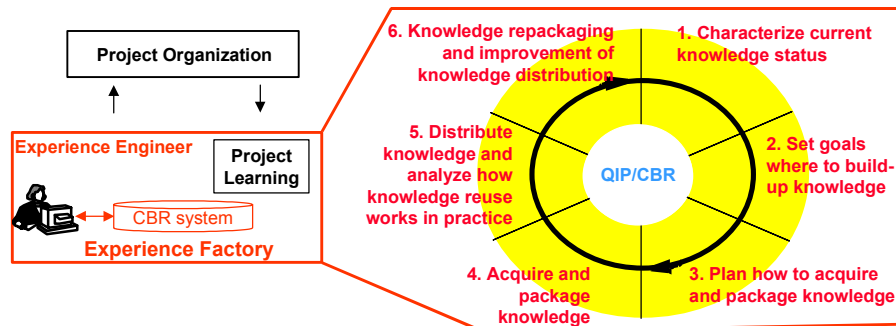 Project Organization
Experience Engineer
Project
Learning
CBR system
Experience Factory
6. Knowledge repackaging
and improvement of
knowledge distribution
1. Characterize current
knowledge status
5. Distribute
knowledge and
analyze how
knowledge reuse
works in practice
QIP/CBR
2. Set goals
where to build-
up knowledge
4. Acquire and
package
knowledge
3. Plan how to acquire
and package knowledge